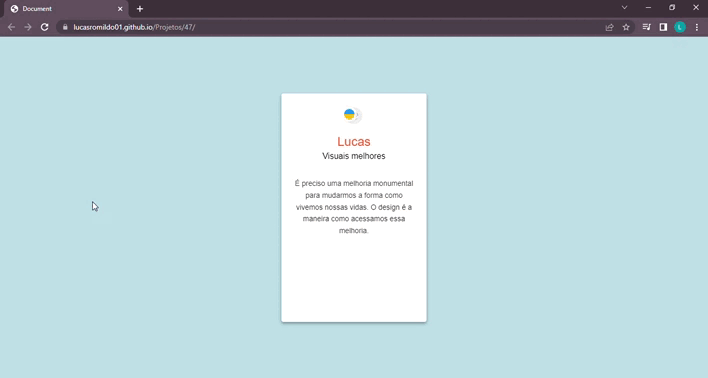 Document
lucasromildo01.github.io/Projetos/47/
L
Lucas
Visuais melhores
É preciso uma melhoria monumental
para mudarmos a forma como
vivemos nossas vidas. O design é a
maneira como acessamos essa
melhoria.